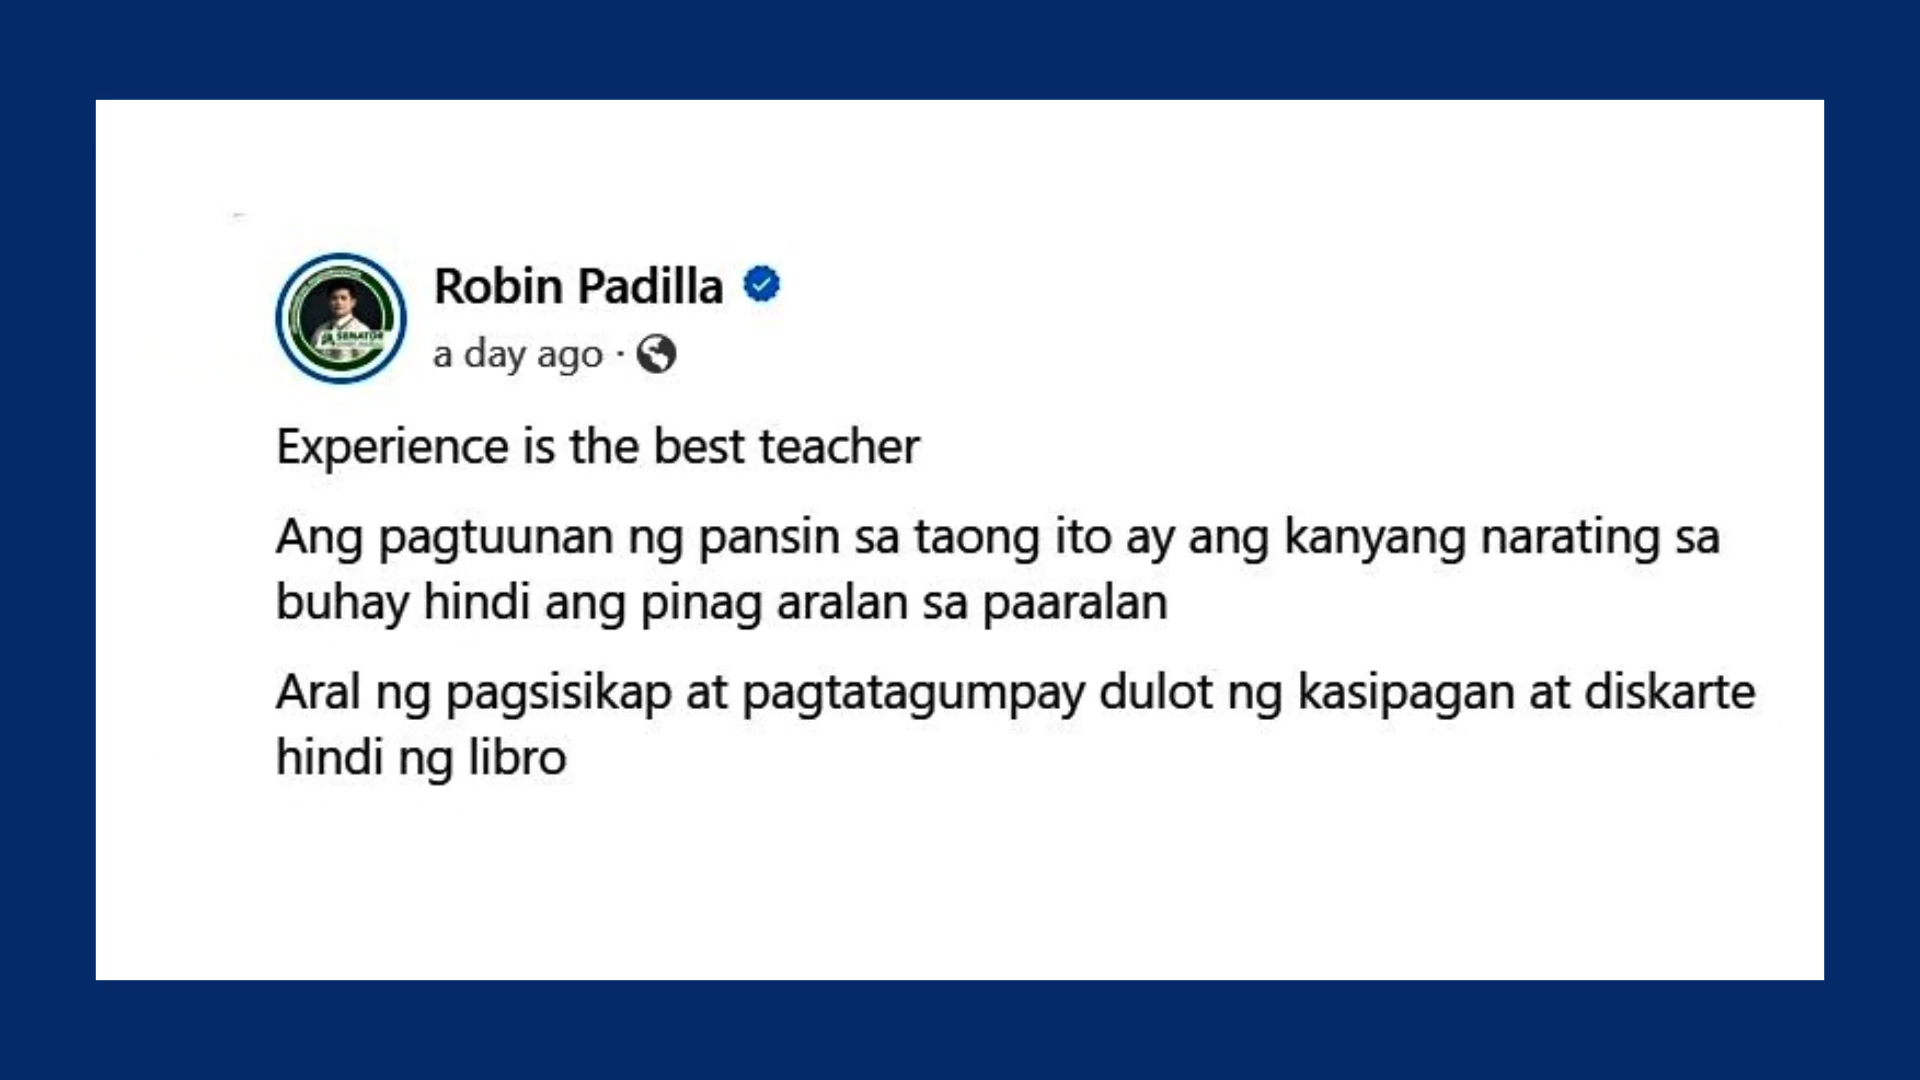 Robin Padilla
a day ago ·
Experience is the best teacher
Ang pagtuunan ng pansin sa taong ito ay ang kanyang narating sa
buhay hindi ang pinag aralan sa paaralan
Aral ng pagsisikap at pagtatagumpay dulot ng kasipagan at diskarte
hindi ng libro
SENATOR